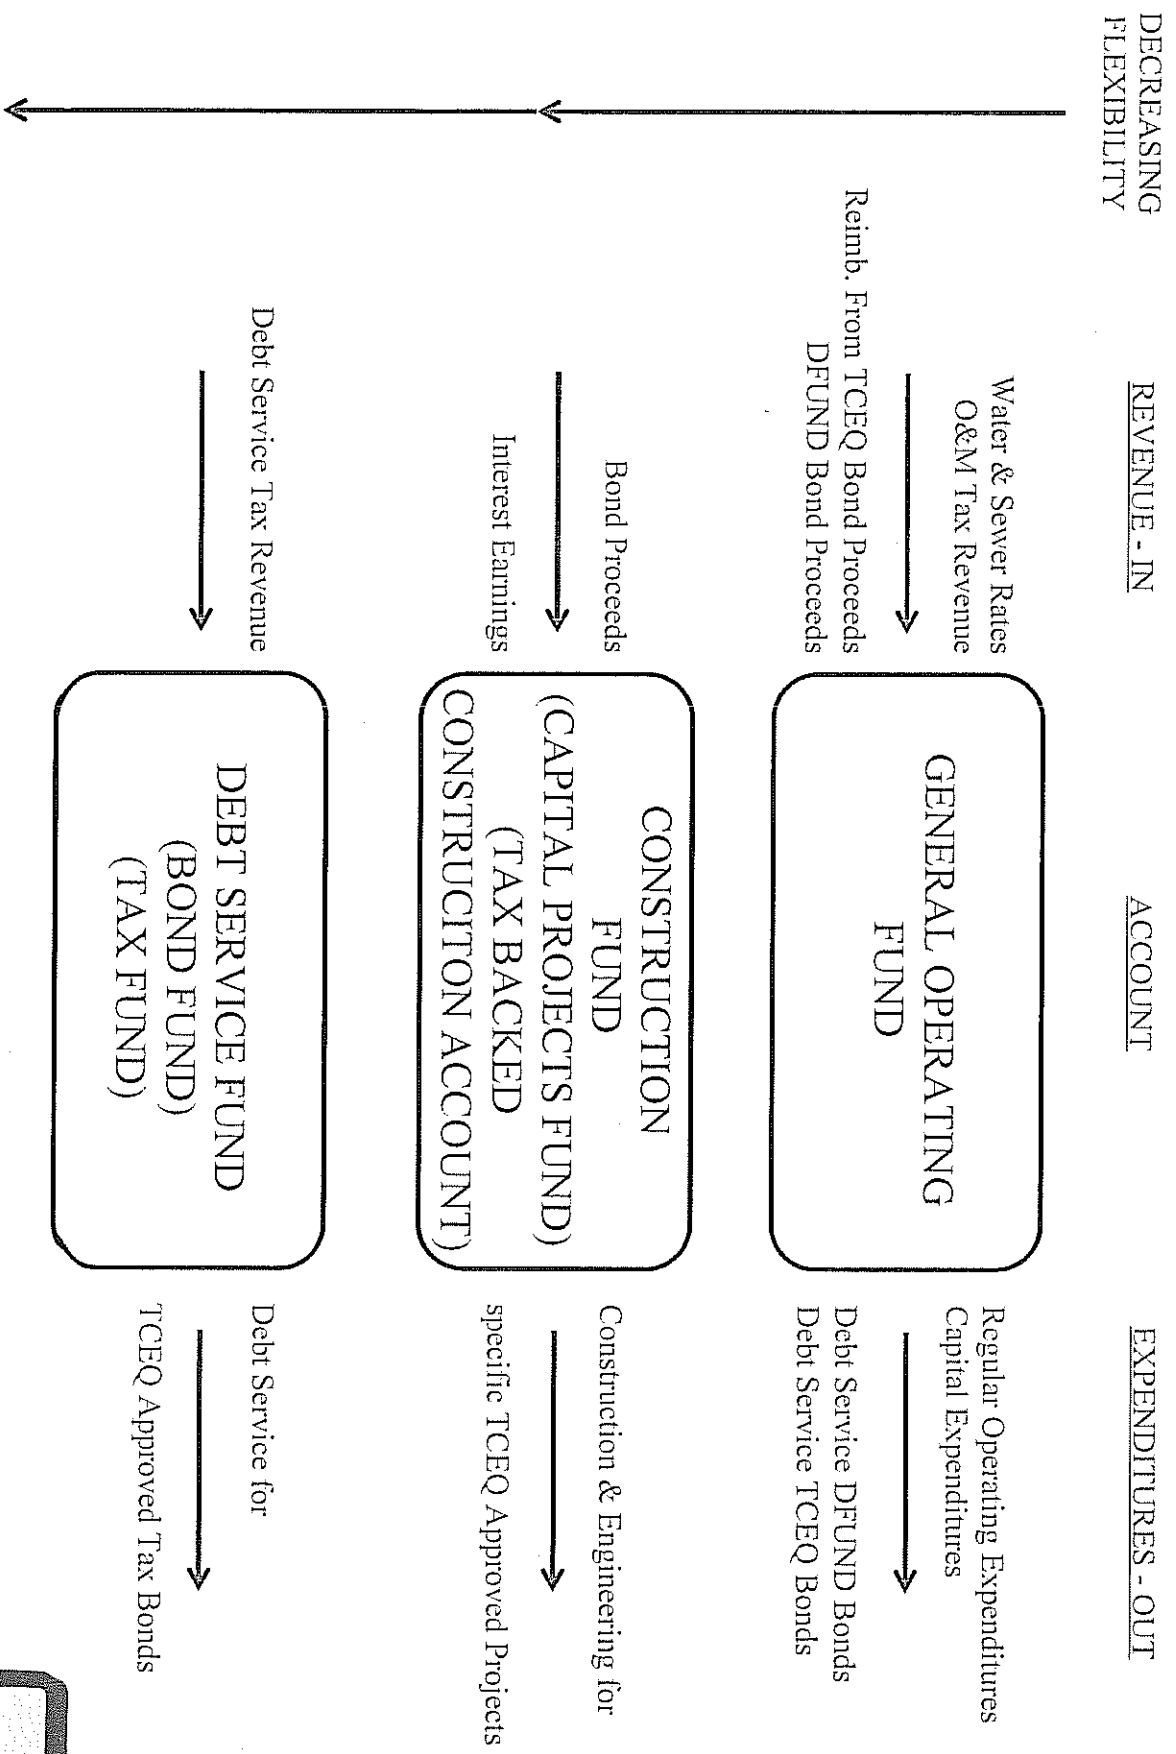 DECREASING
FLEXIBILITY
REVENUE - IN
ACCOUNT
EXPENDITURES - OUT
Water & Sewer Rates
O&M Tax Revenue
Reimb. From TCEQ Bond Proceeds
DFUND Bond Proceeds
GENERAL OPERATING
FUND
Regular Operating Expenditures
Capital Expenditures
Debt Service DFUND Bonds
Debt Service TCEQ Bonds
Bond Proceeds
Interest Earnings
CONSTRUCTION
FUND
(CAPITAL PROJECTS FUND)
(TAX BACKED
CONSTRUCITON ACCOUNT)
Construction & Engineering for
specific TCEQ Approved Projects
Debt Service Tax Revenue
DEBT SERVICE FUND
(BOND FUND)
(TAX FUND)
Debt Service for
TCEQ Approved Tax Bonds